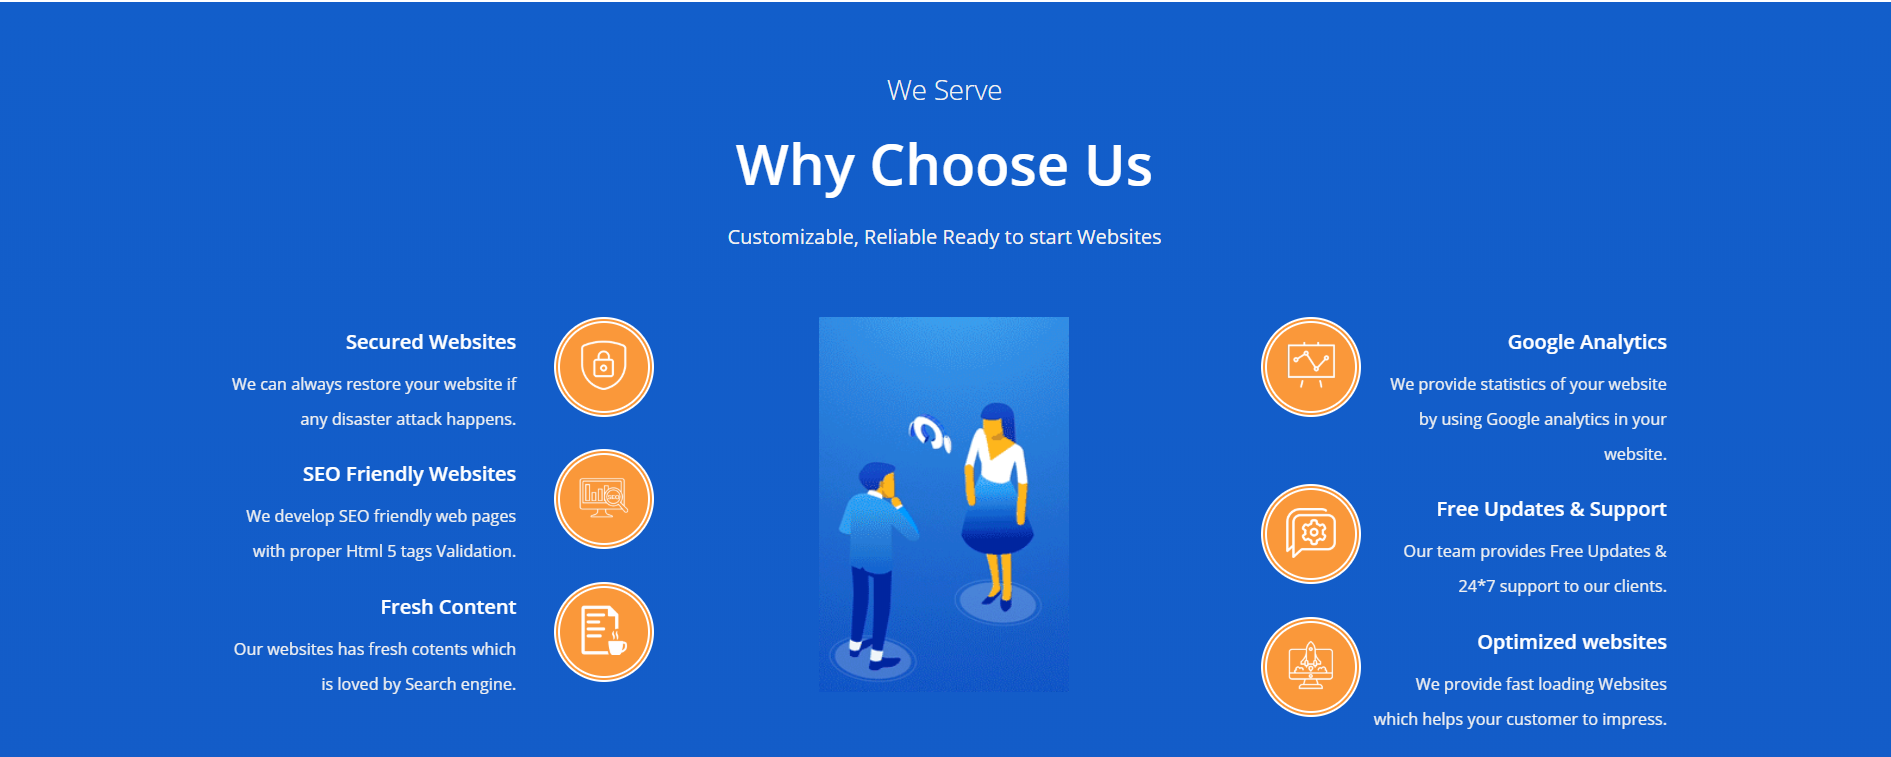 We Serve
Why Choose Us
Customizable, Reliable Ready to start Websites
Secured Websites
We can always restore your website if
any disaster attack happens.
SEO Friendly Websites
We develop SEO friendly web pages
with proper Html 5 tags Validation.
SEO
Fresh Content
Our websites has fresh cotents which
is loved by Search engine.
Google Analytics
We provide statistics of your website
by using Google analytics in your
website.
Free Updates & Support
Our team provides Free Updates &
24*7 support to our clients.
Optimized websites
We provide fast loading Websites
which helps your customer to impress.